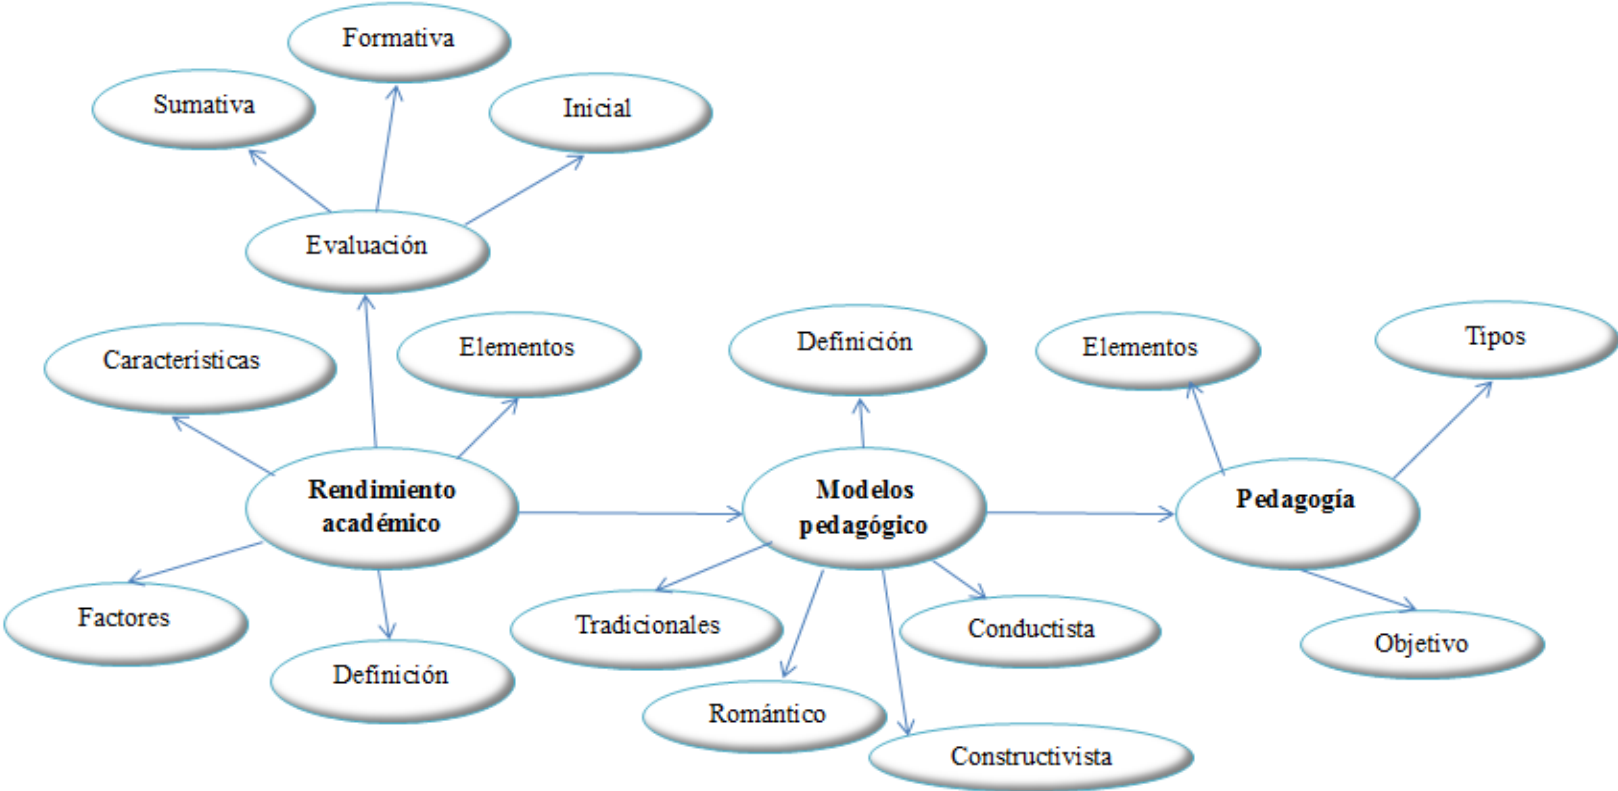 Formativa
Sumativa
Inicial
Evaluación
Características
Elementos
Definición
Elementos
Tipos
Rendimiento
académico
Modelos
pedagógico
Pedagogía
Factores
Definición
Tradicionales
Romántico
Conductista
Constructivista
Objetivo